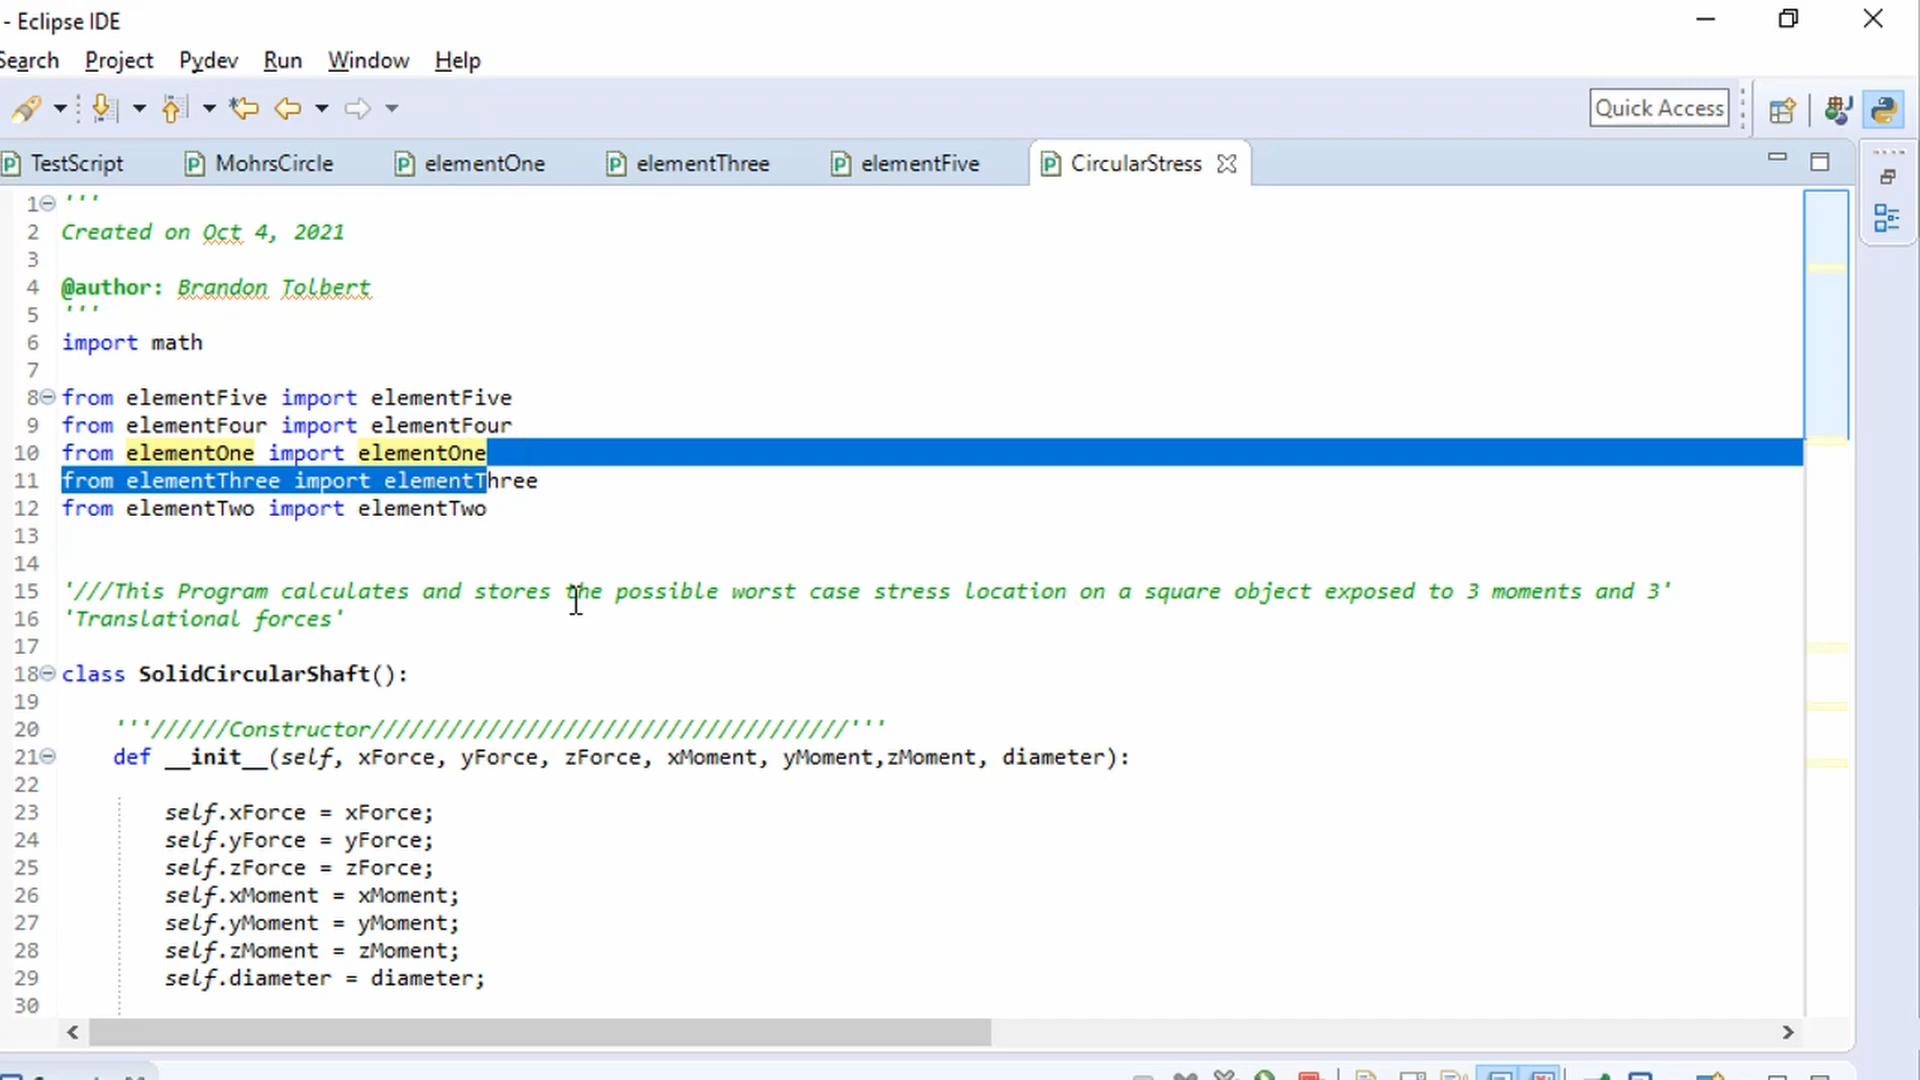 - Eclipse IDE
Search Project Pydev Run Window Help
Quick Access
TestScript MohrsCircle elementOne elementThree elementFive CircularStress
1 '''
2 Created on Oct 4, 2021
3
4 @author: Brandon Tolbert
5 '''
6 import math
7
8 from elementFive import elementFive
9 from elementFour import elementFour
10 from elementOne import elementOne
11 from elementThree import elementThree
12 from elementTwo import elementTwo
13
14
15 '///This Program calculates and stores the possible worst case stress location on a square object exposed to 3 moments and 3'
16 'Translational forces'
17
18 class SolidCircularShaft():
19
20 '''//////Constructor/////////////////////////////////////'''
21 def __init__(self, xForce, yForce, zForce, xMoment, yMoment,zMoment, diameter):
22
23 self.xForce = xForce;
24 self.yForce = yForce;
25 self.zForce = zForce;
26 self.xMoment = xMoment;
27 self.yMoment = yMoment;
28 self.zMoment = zMoment;
29 self.diameter = diameter;
30